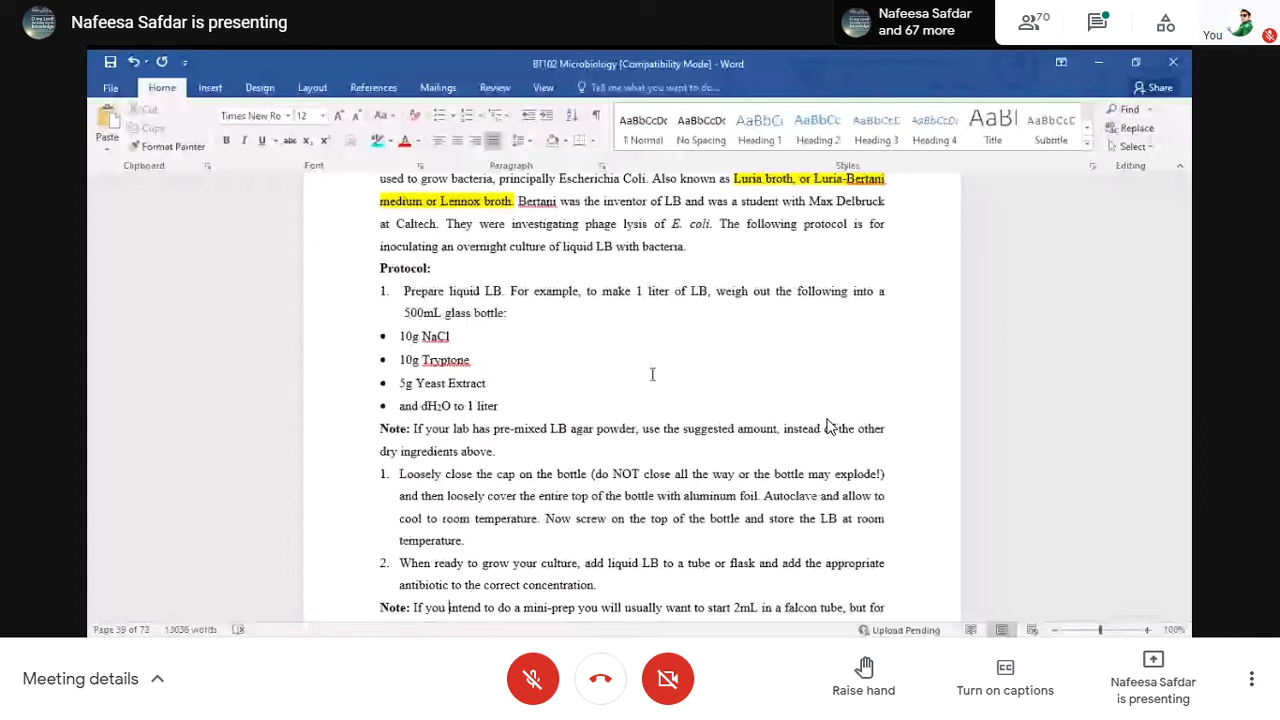 Nafeesa Safdar is presenting
Nafeesa Safdar
and 67 more
70
You
BT102 Microbiology [Compatibility Mode] - Word
File Home Insert Design Layout References Mailings Review View Tell me what you want to do... Share
Paste
Cut
Copy
Format Painter
Clipboard
Times New Ro 12
Font
Paragraph
AaBbCcDc AaBbCcDc AaBbCc AaBbCc AaBbCcE AaBbCcDc AaBl AaBbCcE
¶ Normal No Spacing Heading 1 Heading 2 Heading 3 Heading 4 Title Subtitle
Styles
Find
Replace
Select
Editing
used to grow bacteria, principally Escherichia Coli. Also known as Luria broth, or Luria-Bertani
medium or Lennox broth. Bertani was the inventor of LB and was a student with Max Delbruck
at Caltech. They were investigating phage lysis of E. coli. The following protocol is for
inoculating an overnight culture of liquid LB with bacteria.
Protocol:
1. Prepare liquid LB. For example, to make 1 liter of LB, weigh out the following into a
500mL glass bottle:
• 10g NaCl
• 10g Tryptone
• 5g Yeast Extract
• and dH2O to 1 liter
Note: If your lab has pre-mixed LB agar powder, use the suggested amount, instead of the other
dry ingredients above.
1. Loosely close the cap on the bottle (do NOT close all the way or the bottle may explode!)
and then loosely cover the entire top of the bottle with aluminum foil. Autoclave and allow to
cool to room temperature. Now screw on the top of the bottle and store the LB at room
temperature.
2. When ready to grow your culture, add liquid LB to a tube or flask and add the appropriate
antibiotic to the correct concentration.
Note: If you intend to do a mini-prep you will usually want to start 2mL in a falcon tube, but for
Page 39 of 73 13036 words Upload Pending 100%
Meeting details
Raise hand
Turn on captions
Nafeesa Safdar
is presenting